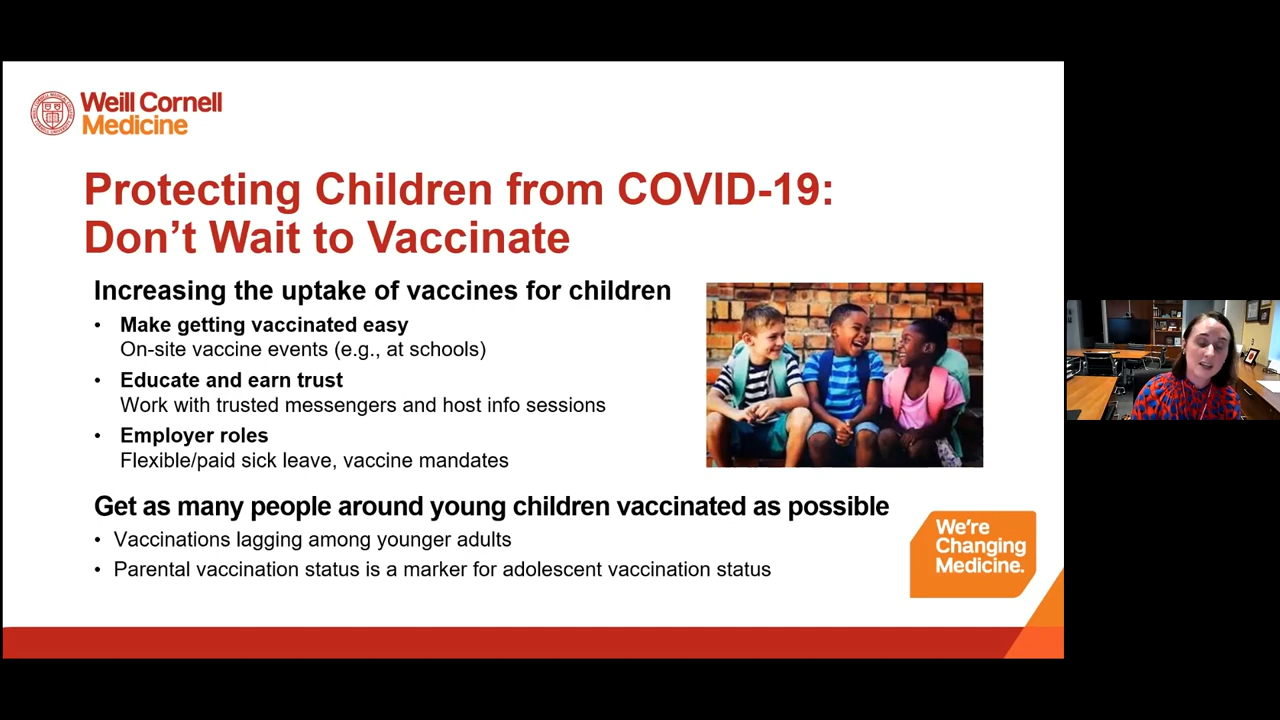 Weill Cornell
Medicine
Protecting Children from COVID-19:
Don’t Wait to Vaccinate
Increasing the uptake of vaccines for children
• Make getting vaccinated easy
On-site vaccine events (e.g., at schools)
• Educate and earn trust
Work with trusted messengers and host info sessions
• Employer roles
Flexible/paid sick leave, vaccine mandates
Get as many people around young children vaccinated as possible
• Vaccinations lagging among younger adults
• Parental vaccination status is a marker for adolescent vaccination status
We’re
Changing
Medicine.